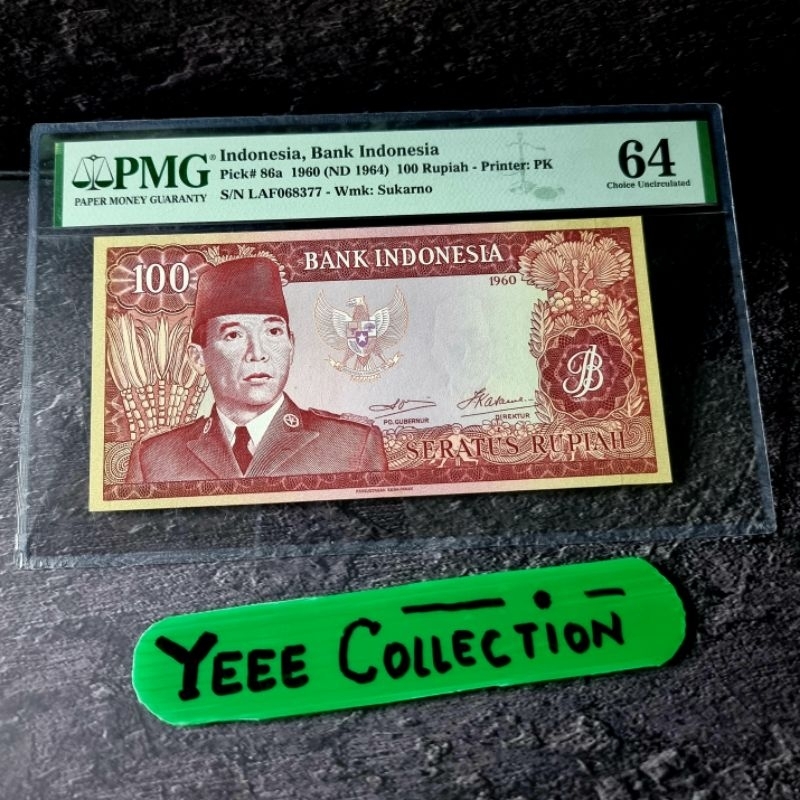 PMG®
PAPER MONEY GUARANTY
Indonesia, Bank Indonesia
Pick# 86a 1960 (ND 1964) 100 Rupiah - Printer: PK
S/N LAF068377 - Wmk: Sukarno
64
Choice Uncirculated
100
BANK INDONESIA
1960
PD. GUBERNUR
DIREKTUR
SERATUS RUPIAH
YEEE COLLECTION